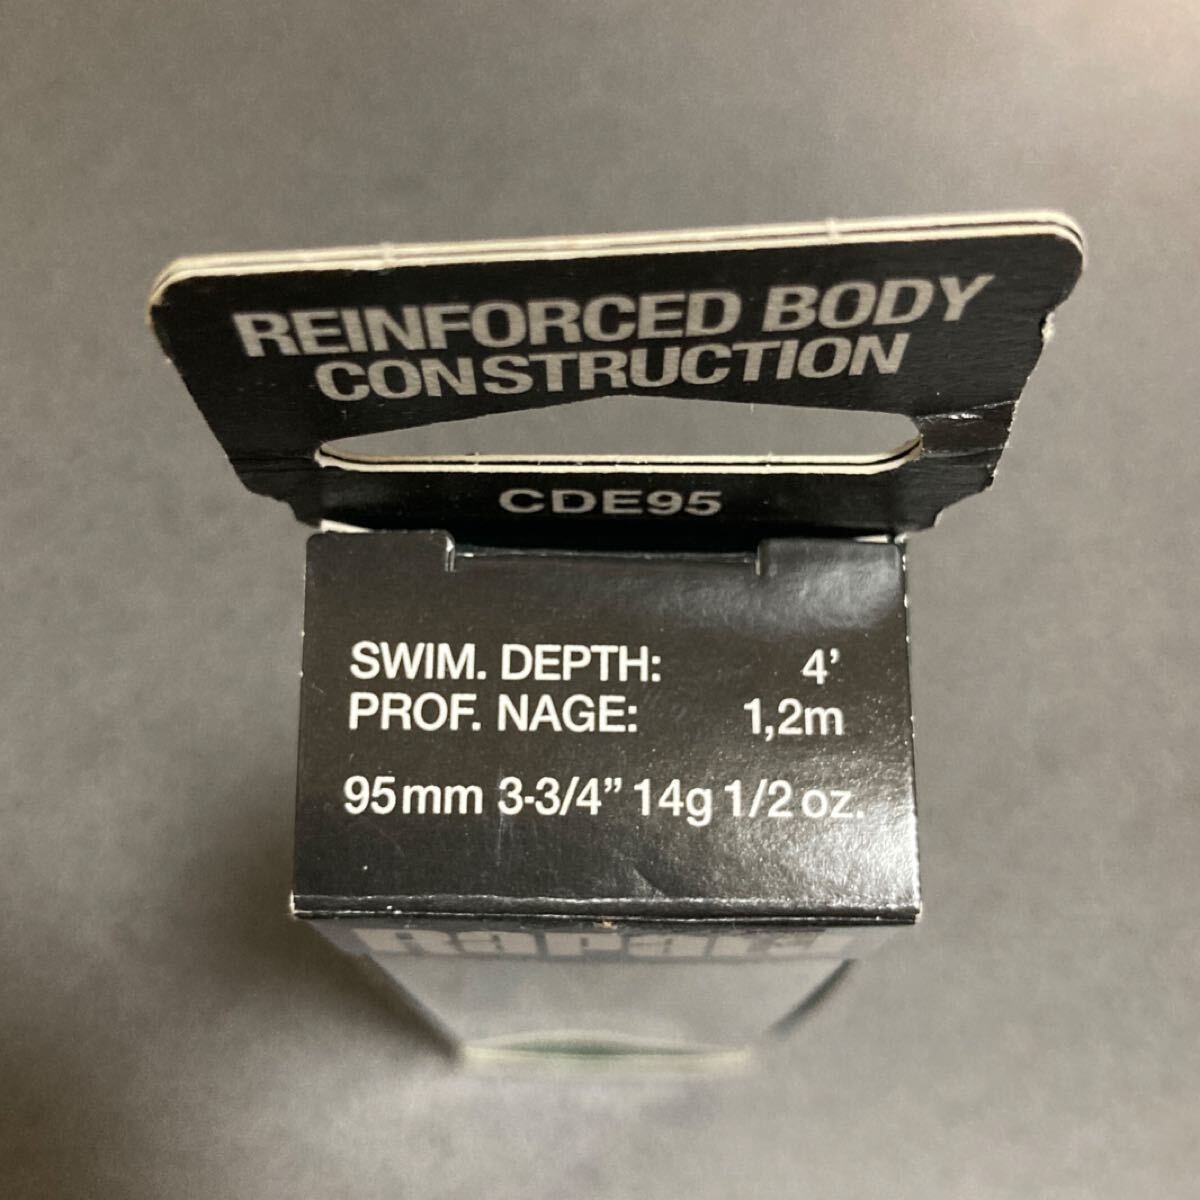 REINFORCED BODY
CONSTRUCTION
CDE95
SWIM. DEPTH: 4’
PROF. NAGE: 1,2m
95mm 3-3/4” 14g 1/2 oz.
Rapala